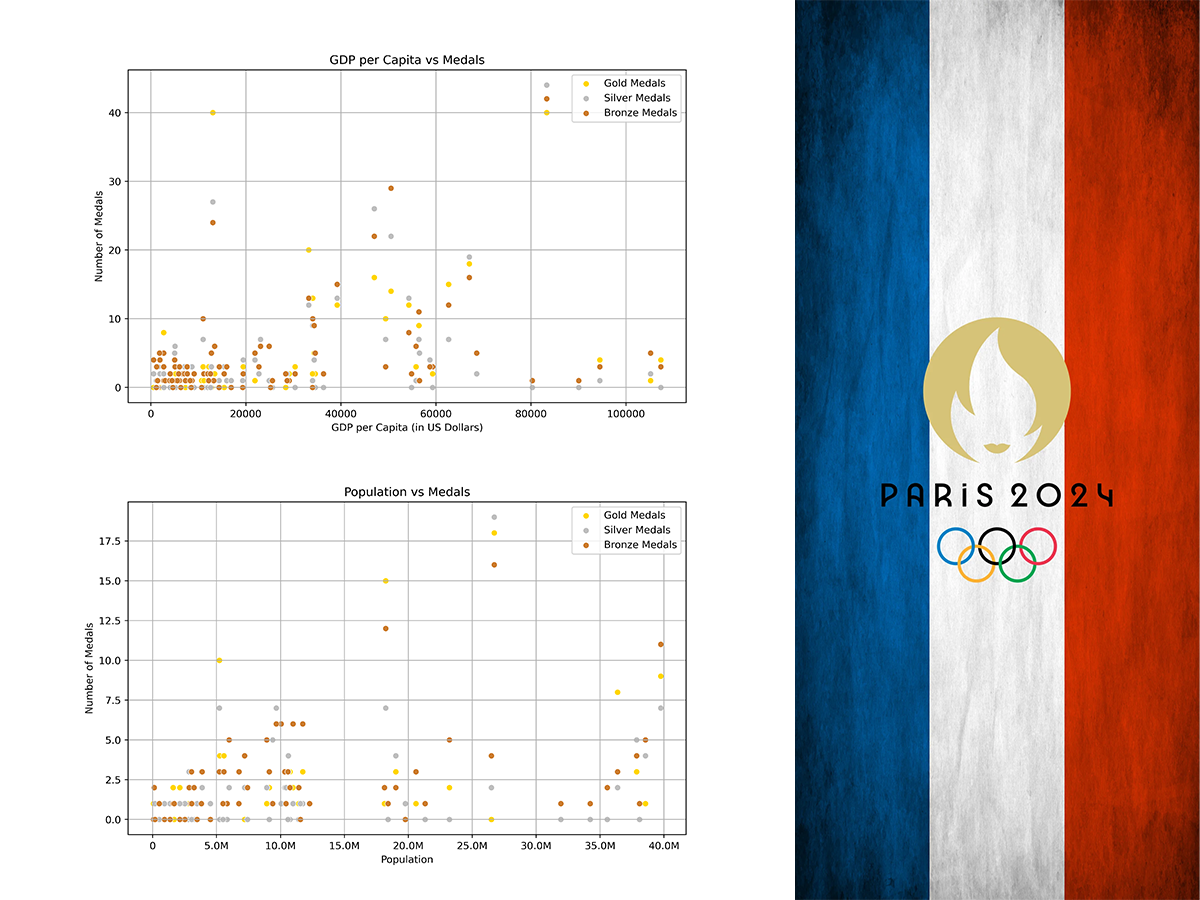 GDP per Capita vs Medals
Gold Medals
Silver Medals
Bronze Medals
Number of Medals
40
30
20
10
0
0 20000 40000 60000 80000 100000
GDP per Capita (in US Dollars)
Population vs Medals
Gold Medals
Silver Medals
Bronze Medals
Number of Medals
17.5
15.0
12.5
10.0
7.5
5.0
2.5
0.0
0 5.0M 10.0M 15.0M 20.0M 25.0M 30.0M 35.0M 40.0M
Population
PARiS 2024